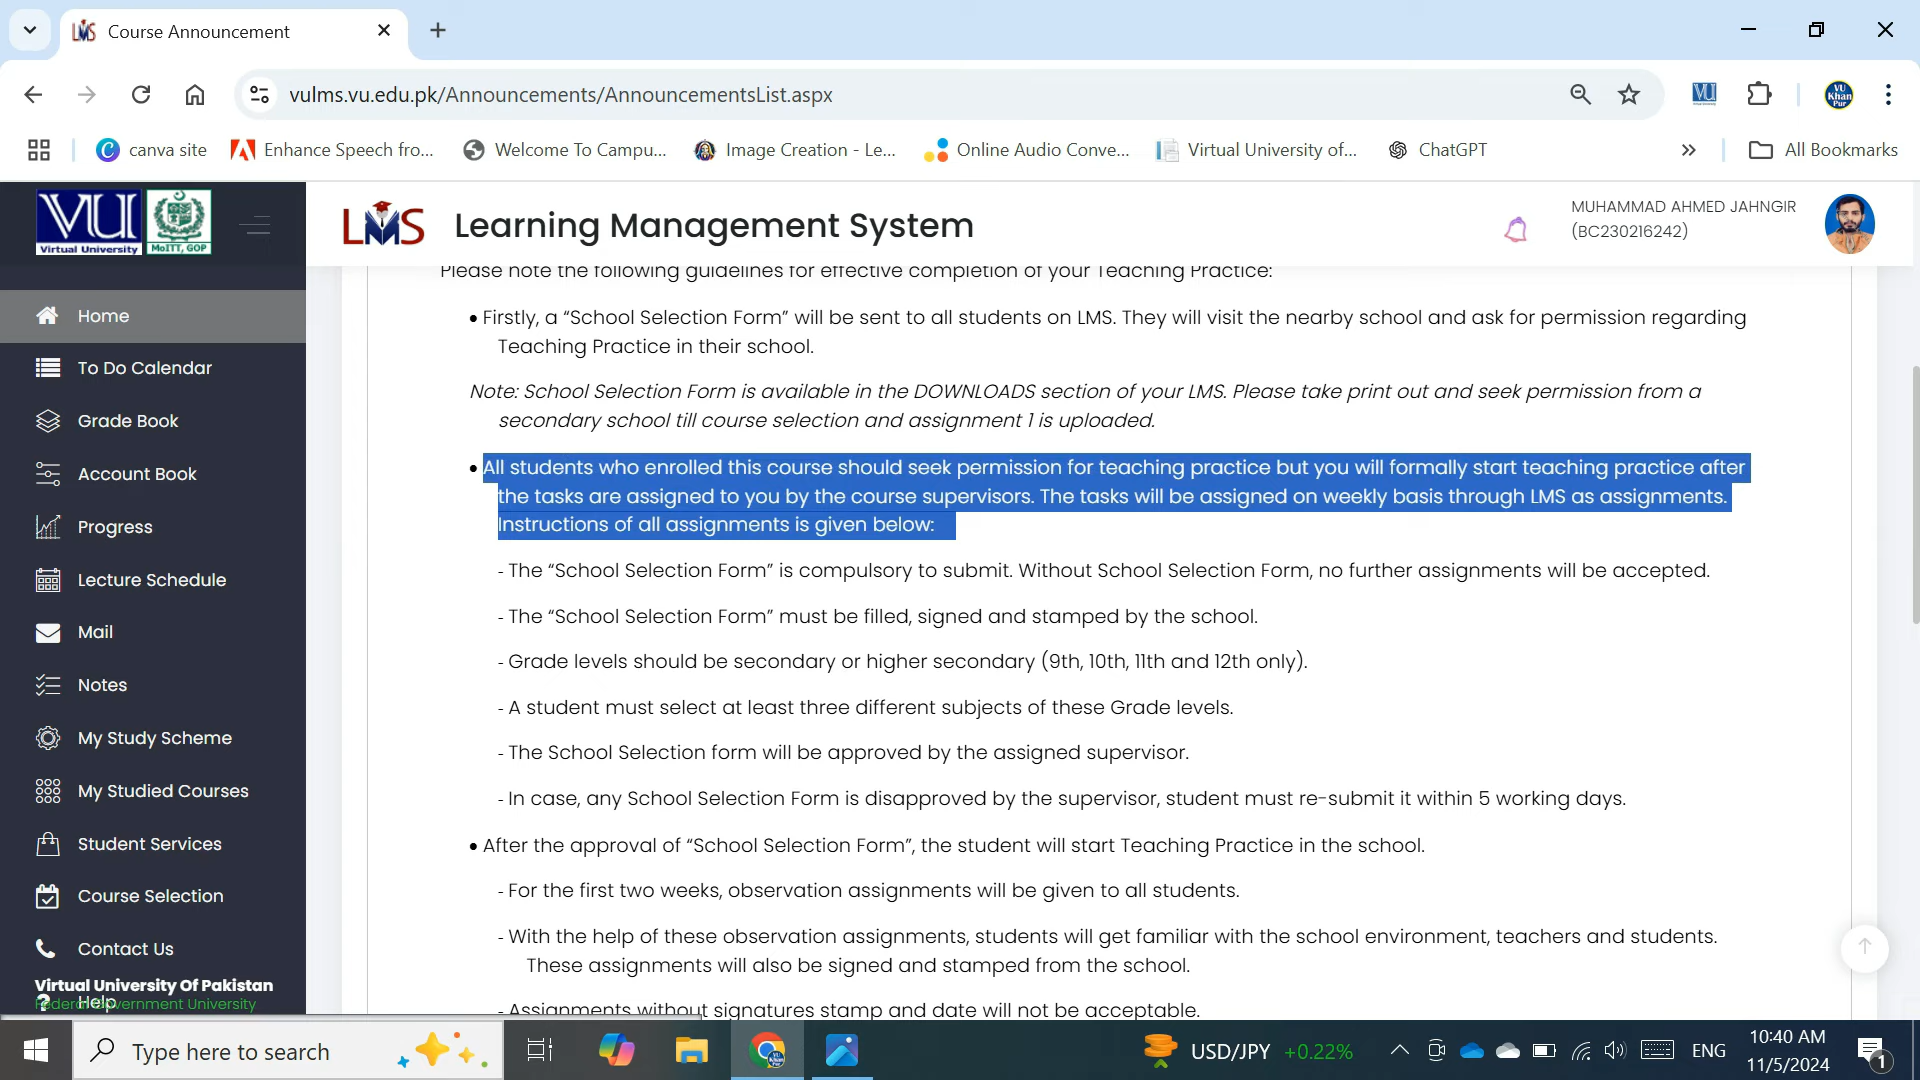 Course Announcement
vulms.vu.edu.pk/Announcements/AnnouncementsList.aspx
VU Khan Pur
canva site
Enhance Speech fro...
Welcome To Campu...
Image Creation - Le...
Online Audio Conve...
Virtual University of...
ChatGPT
All Bookmarks
VU
Virtual University
MoITT, GOP
LMS
Learning Management System
MUHAMMAD AHMED JAHNGIR
(BC230216242)
Home
To Do Calendar
Grade Book
Account Book
Progress
Lecture Schedule
Mail
Notes
My Study Scheme
My Studied Courses
Student Services
Course Selection
Contact Us
Help
Virtual University Of Pakistan
Federal Government University
Please note the following guidelines for effective completion of your Teaching Practice:
• Firstly, a “School Selection Form” will be sent to all students on LMS. They will visit the nearby school and ask for permission regarding
Teaching Practice in their school.
Note: School Selection Form is available in the DOWNLOADS section of your LMS. Please take print out and seek permission from a
secondary school till course selection and assignment 1 is uploaded.
• All students who enrolled this course should seek permission for teaching practice but you will formally start teaching practice after
the tasks are assigned to you by the course supervisors. The tasks will be assigned on weekly basis through LMS as assignments.
Instructions of all assignments is given below:
- The “School Selection Form” is compulsory to submit. Without School Selection Form, no further assignments will be accepted.
- The “School Selection Form” must be filled, signed and stamped by the school.
- Grade levels should be secondary or higher secondary (9th, 10th, 11th and 12th only).
- A student must select at least three different subjects of these Grade levels.
- The School Selection form will be approved by the assigned supervisor.
- In case, any School Selection Form is disapproved by the supervisor, student must re-submit it within 5 working days.
• After the approval of “School Selection Form”, the student will start Teaching Practice in the school.
- For the first two weeks, observation assignments will be given to all students.
- With the help of these observation assignments, students will get familiar with the school environment, teachers and students.
These assignments will also be signed and stamped from the school.
- Assignments without signatures stamp and date will not be acceptable.
Type here to search
USD/JPY +0.22%
ENG
10:40 AM
11/5/2024
1